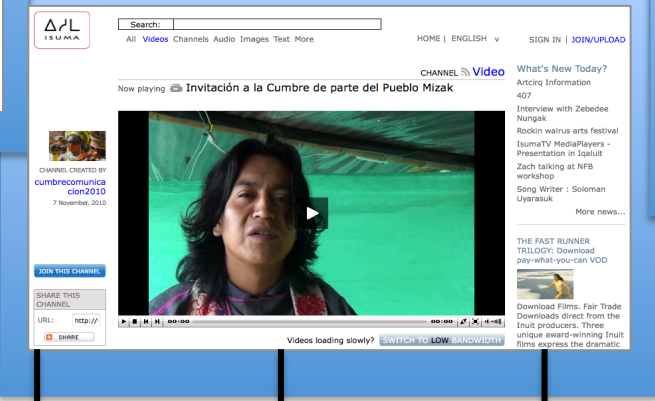 ᐃᓱᒪ
ISUMA
Search:
All Videos Channels Audio Images Text More
HOME | ENGLISH v
SIGN IN | JOIN/UPLOAD
CHANNEL Video
Now playing Invitación a la Cumbre de parte del Pueblo Mizak
CHANNEL CREATED BY
cumbrecomunica
cion2010
7 November, 2010
JOIN THIS CHANNEL
SHARE THIS
CHANNEL
URL: http://
SHARE
00:00
00:00
Videos loading slowly? SWITCH TO LOW BANDWIDTH
What's New Today?
Artcirq Information
407
Interview with Zebedee
Nungak
Rockin walrus arts festival
IsumaTV MediaPlayers -
Presentation in Iqaluit
Zach talking at NFB
workshop
Song Writer : Soloman
Uyarasuk
More news...
THE FAST RUNNER
TRILOGY: Download
pay-what-you-can VOD
Download Films. Fair Trade
Downloads direct from the
Inuit producers. Three
unique award-winning Inuit
films express the dramatic